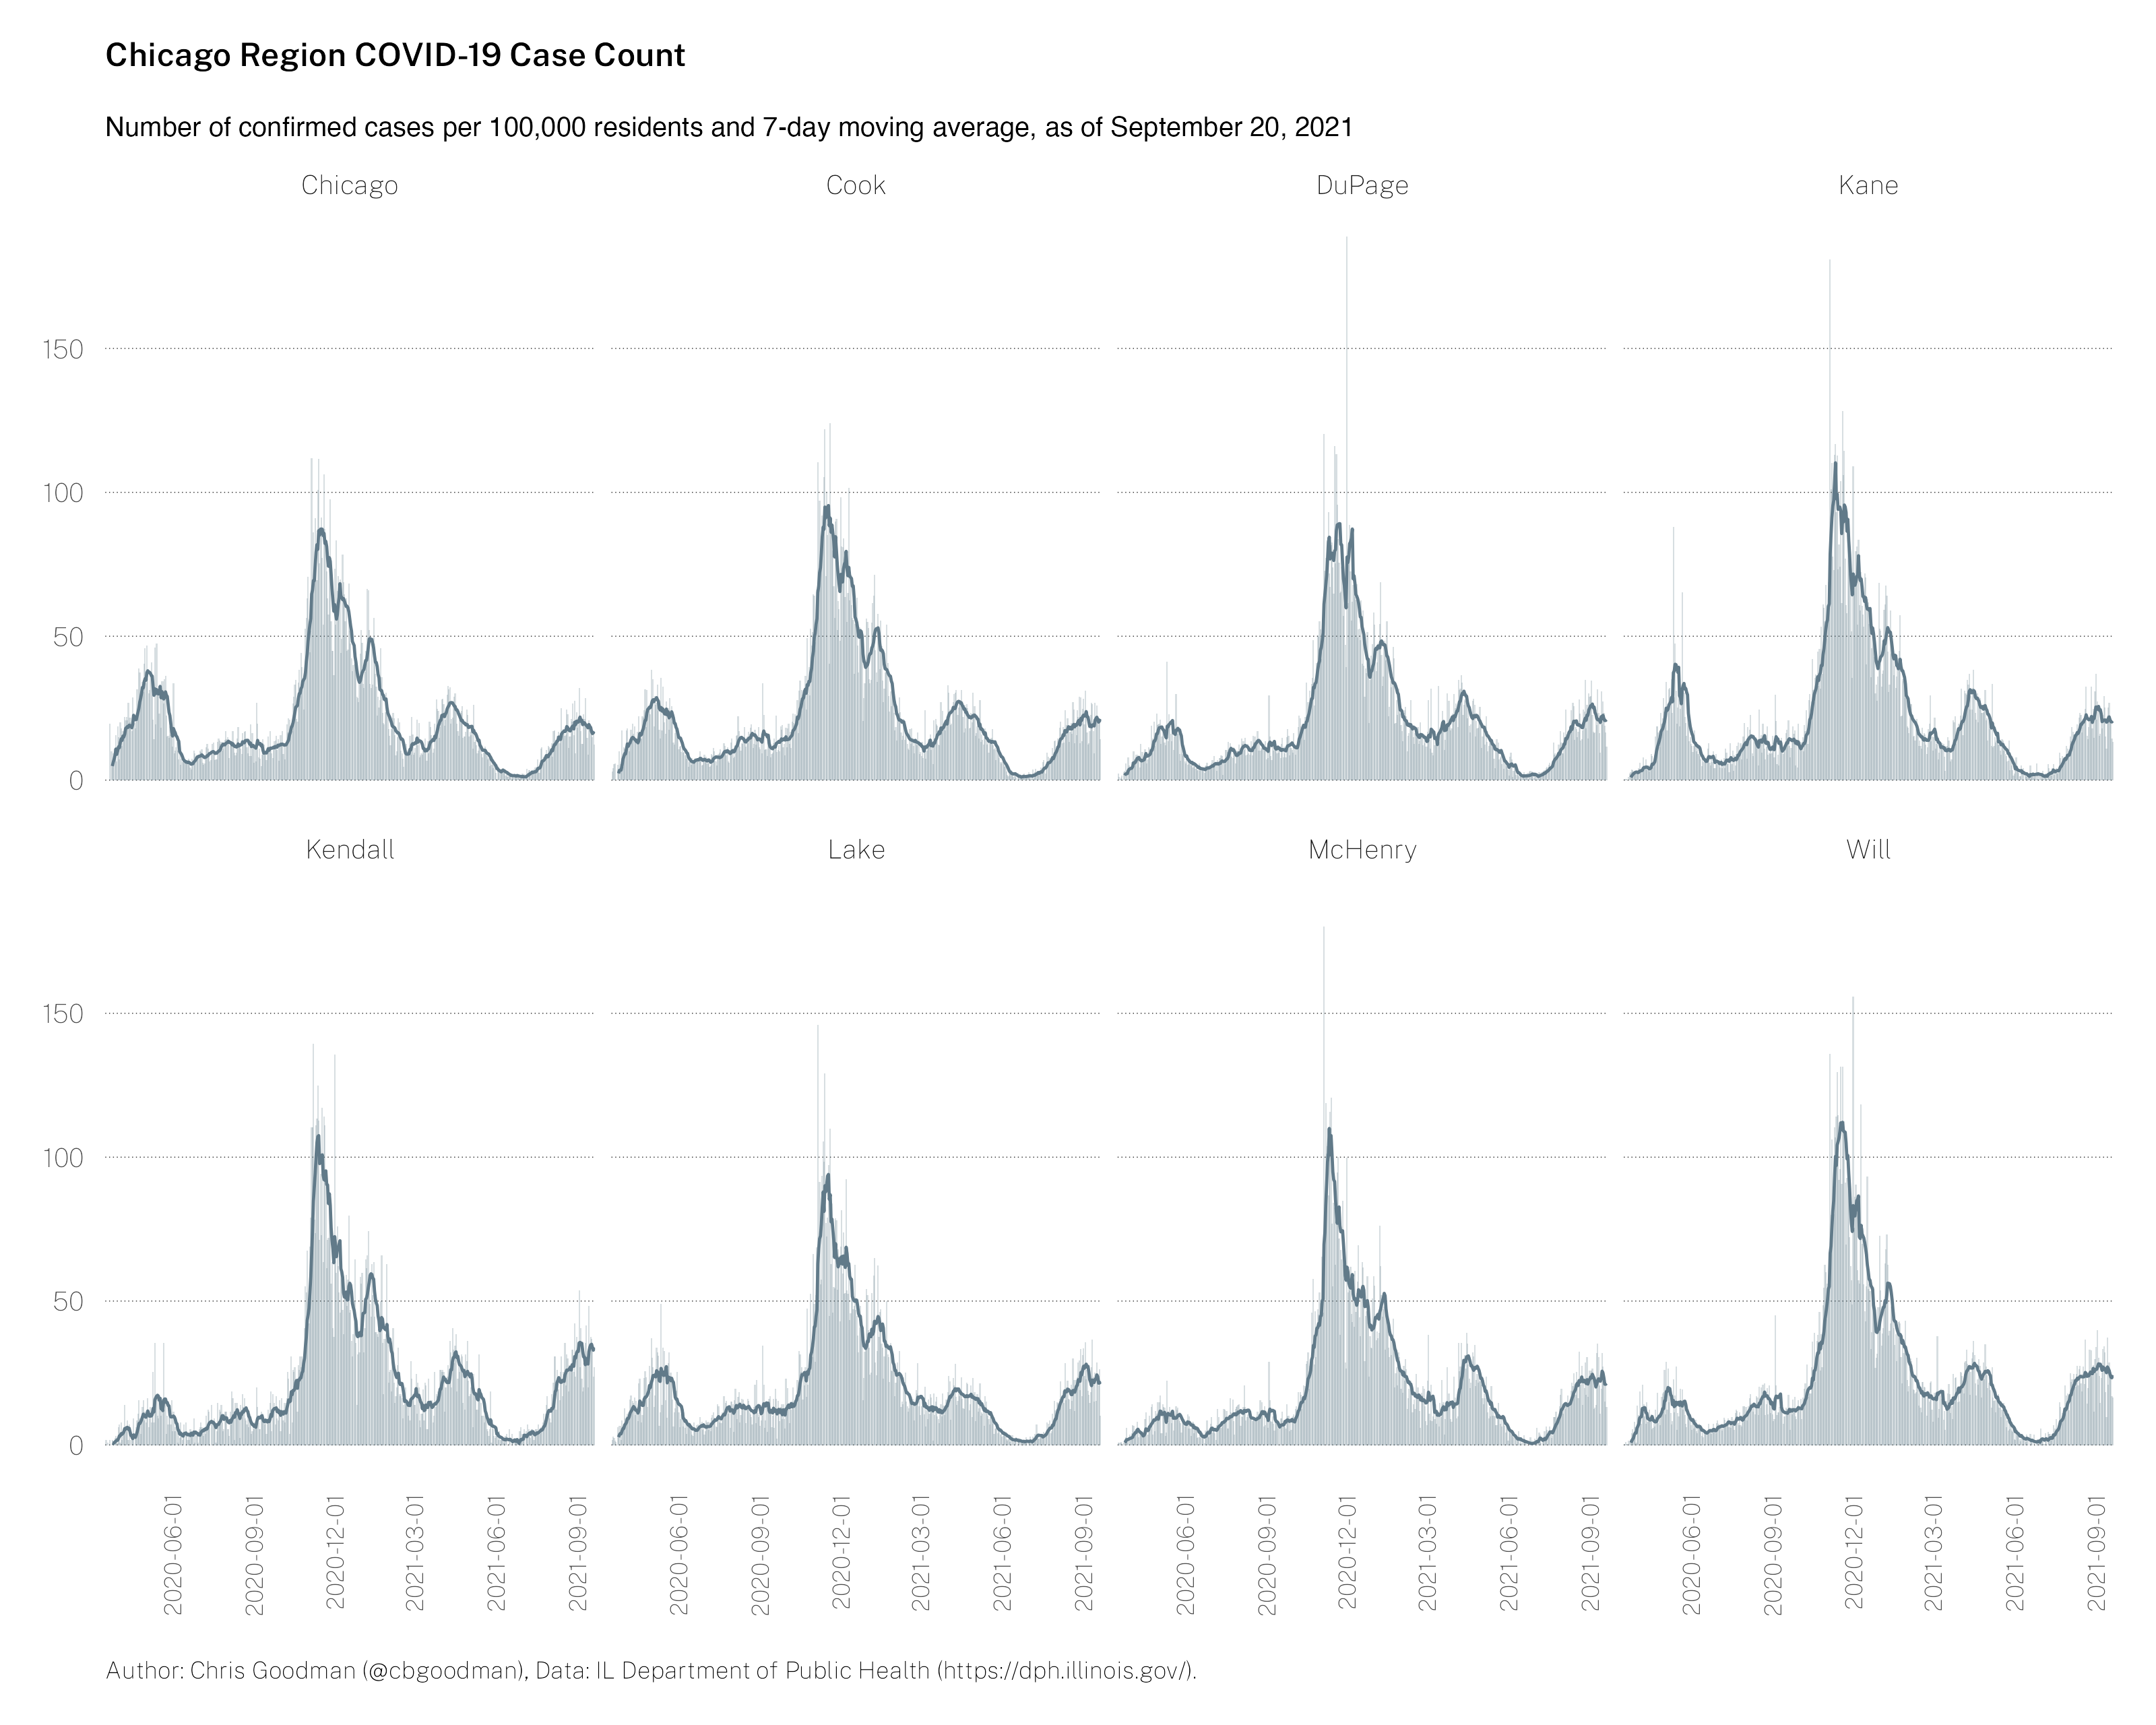 Chicago Region COVID-19 Case Count
Number of confirmed cases per 100,000 residents and 7-day moving average, as of September 20, 2021
Chicago Cook DuPage Kane
150
100
50
0
Kendall Lake McHenry Will
150
100
50
0
2020-06-01 2020-09-01 2020-12-01 2021-03-01 2021-06-01 2021-09-01 2020-06-01 2020-09-01 2020-12-01 2021-03-01 2021-06-01 2021-09-01 2020-06-01 2020-09-01 2020-12-01 2021-03-01 2021-06-01 2021-09-01 2020-06-01 2020-09-01 2020-12-01 2021-03-01 2021-06-01 2021-09-01
Author: Chris Goodman (@cbgoodman), Data: IL Department of Public Health (https://dph.illinois.gov/).